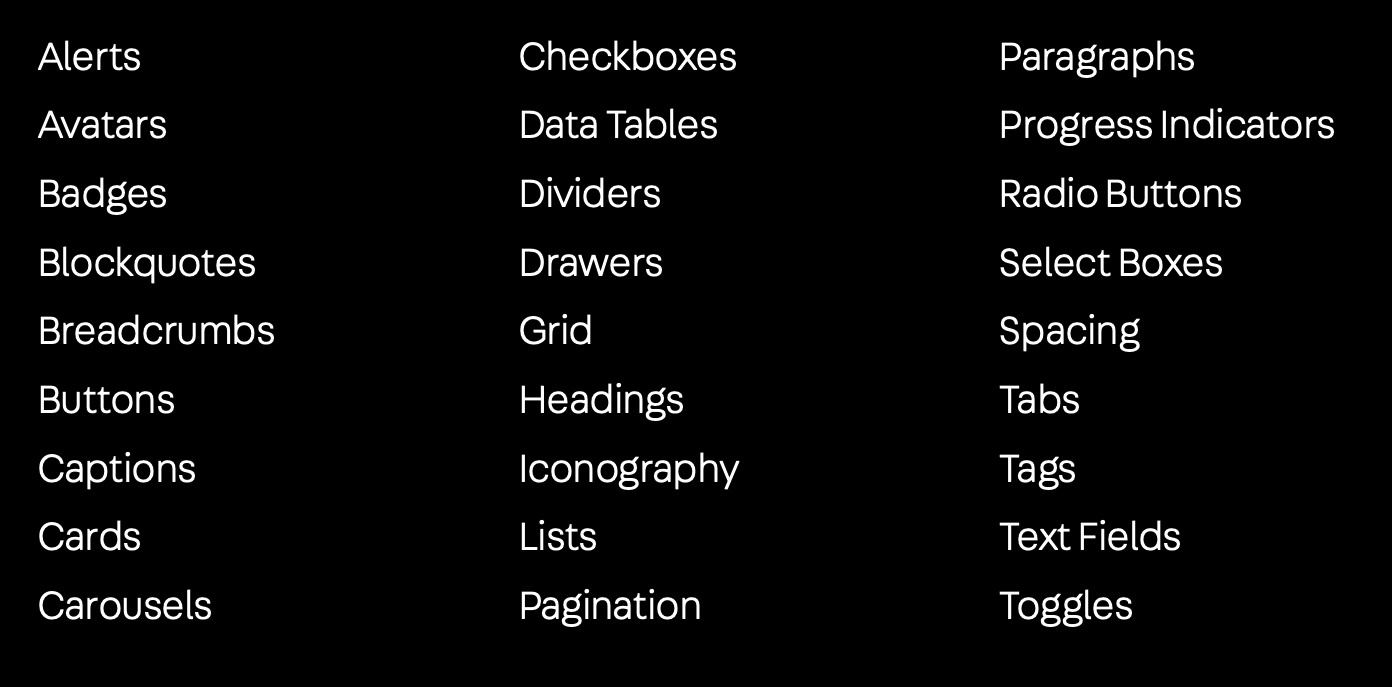 Alerts
Avatars
Badges
Blockquotes
Breadcrumbs
Buttons
Captions
Cards
Carousels
Checkboxes
Data Tables
Dividers
Drawers
Grid
Headings
Iconography
Lists
Pagination
Paragraphs
Progress Indicators
Radio Buttons
Select Boxes
Spacing
Tabs
Tags
Text Fields
Toggles